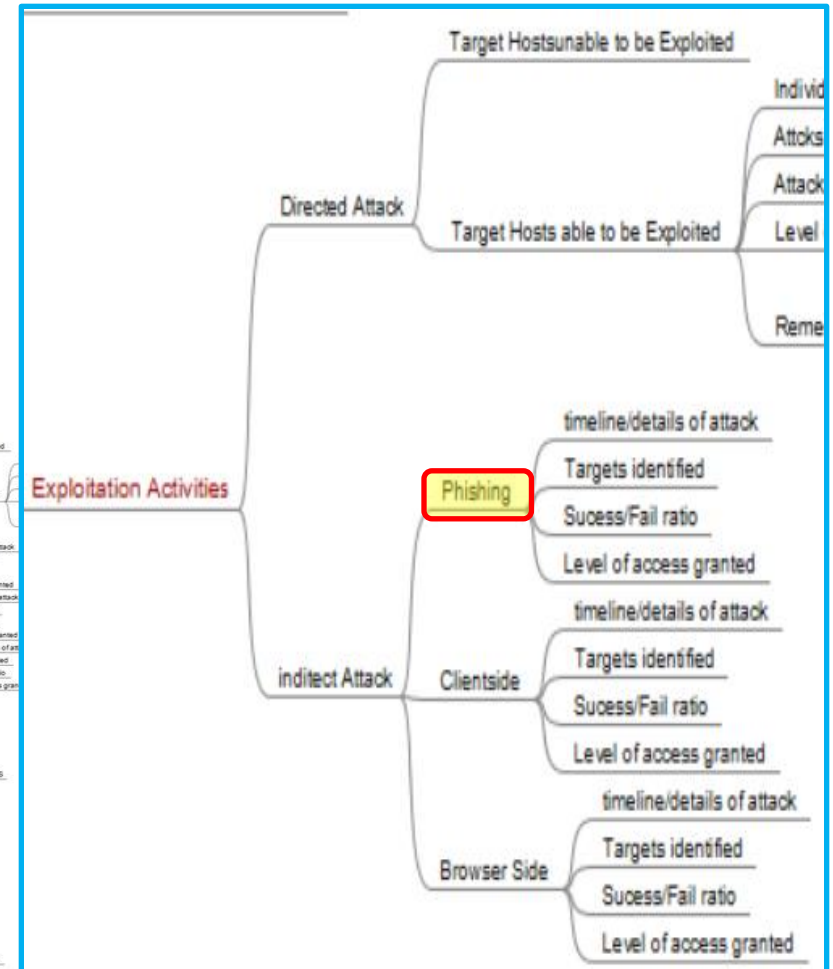 Target Hostsunable to be Exploited
Individ
Attcks
Attack
Directed Attack
Target Hosts able to be Exploited
Level
Reme
timeline/details of attack
Exploitation Activities
Phishing
Targets identified
Sucess/Fail ratio
Level of access granted
timeline/details of attack
inditect Attack
Clientside
Targets identified
Sucess/Fail ratio
Level of access granted
timeline/details of attack
Browser Side
Targets identified
Sucess/Fail ratio
Level of access granted